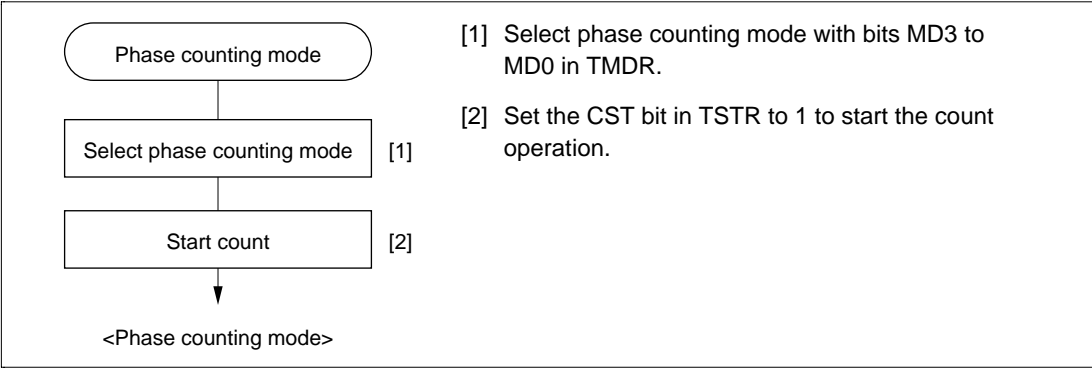 Phase counting mode
Select phase counting mode [1]
Start count [2]
<Phase counting mode>
[1] Select phase counting mode with bits MD3 to
MD0 in TMDR.
[2] Set the CST bit in TSTR to 1 to start the count
operation.